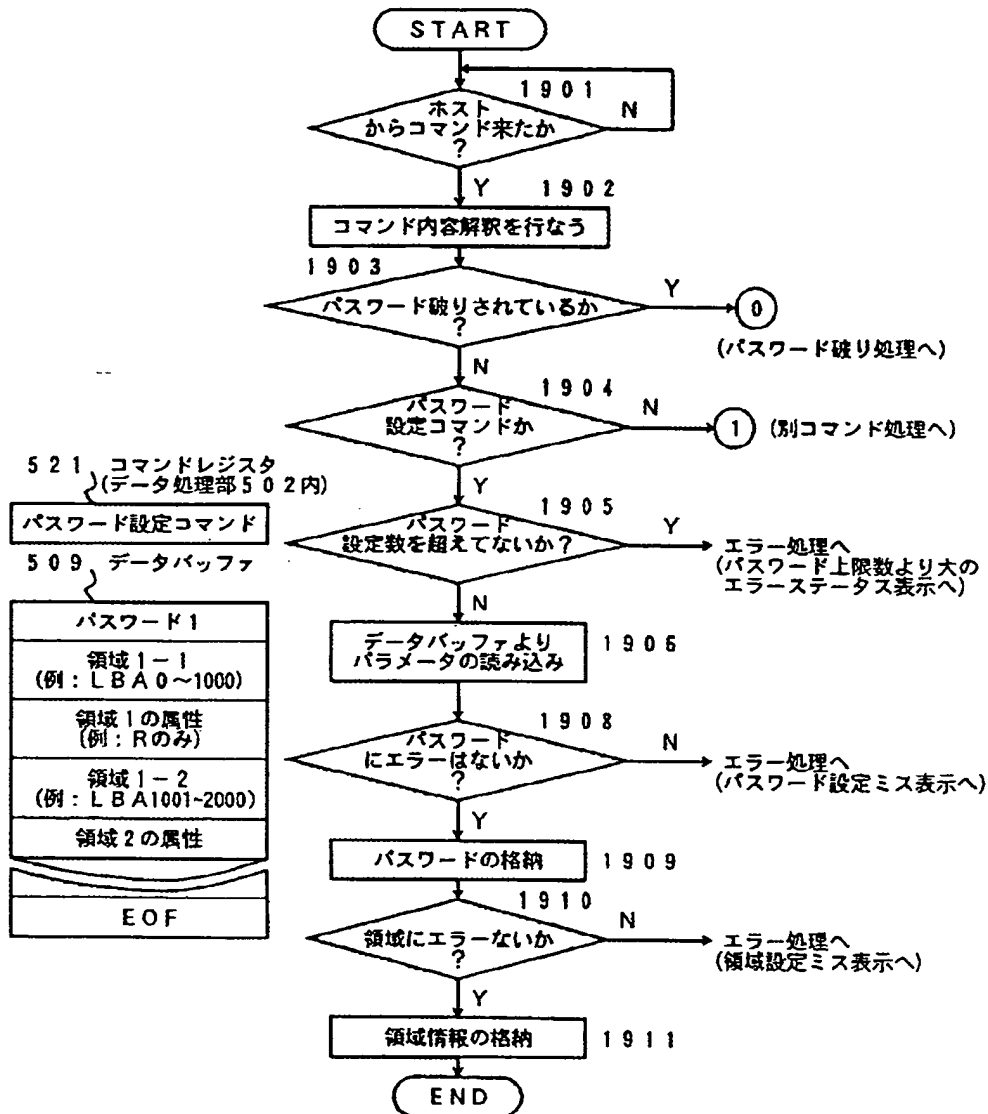 START
1901
ホスト
からコマンド来たか
?
N
Y
1902
コマンド内容解釈を行なう
1903
パスワード破りされているか
?
Y
0
(パスワード破り処理へ)
N
1904
パスワード
設定コマンドか
?
N
1 (別コマンド処理へ)
Y
521 コマンドレジスタ
(データ処理部502内)
パスワード設定コマンド
509 データバッファ
パスワード1
領域1-1
(例:LBA0~1000)
領域1の属性
(例:Rのみ)
領域1-2
(例:LBA1001~2000)
領域2の属性
EOF
1905
パスワード
設定数を超えてないか?
Y
エラー処理へ
(パスワード上限数より大の
エラーステータス表示へ)
N
データバッファより
パラメータの読み込み
1906
1908
パスワード
にエラーはないか
?
N
エラー処理へ
(パスワード設定ミス表示へ)
Y
パスワードの格納
1909
1910
領域にエラーないか
?
N
エラー処理へ
(領域設定ミス表示へ)
Y
領域情報の格納
1911
END